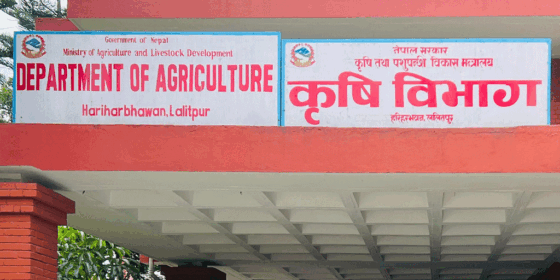 Government of Nepal
Ministry of Agriculture and Livestock Development
DEPARTMENT OF AGRICULTURE
Hariharbhawan, Lalitpur
नेपाल सरकार
कृषि तथा पशुपन्छी विकास मन्त्रालय
कृषि विभाग
हरिहरभवन, ललितपुर